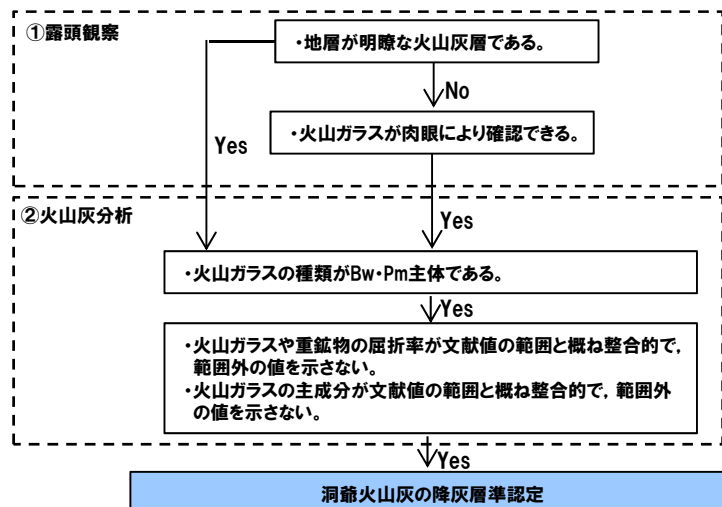 ①露頭観察
・地層が明瞭な火山灰層である。
No
・火山ガラスが肉眼により確認できる。
Yes
②火山灰分析
Yes
・火山ガラスの種類がBw・Pm主体である。
Yes
・火山ガラスや重鉱物の屈折率が文献値の範囲と概ね整合的で,
範囲外の値を示さない。
・火山ガラスの主成分が文献値の範囲と概ね整合的で, 範囲外
の値を示さない。
Yes
洞爺火山灰の降灰層準認定